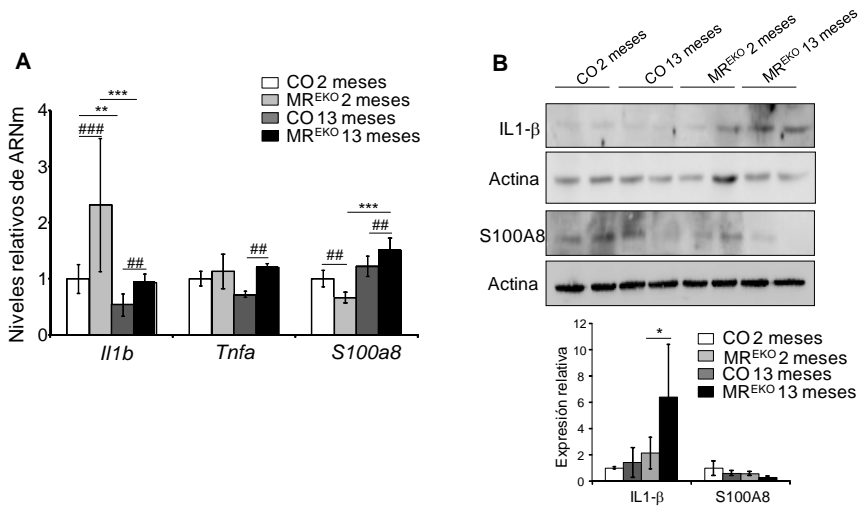 A
CO 2 meses
MR^EKO 2 meses
CO 13 meses
MR^EKO 13 meses
Niveles relativos de ARNm
4
3
2
1
0
***
**
###
##
##
***
##
##
Il1b
Tnfa
S100a8
B
CO 2 meses
CO 13 meses
MR^EKO 2 meses
MR^EKO 13 meses
IL1-β
Actina
S100A8
Actina
Expresión relativa
12
10
8
6
4
2
0
*
CO 2 meses
MR^EKO 2 meses
CO 13 meses
MR^EKO 13 meses
IL1-β
S100A8